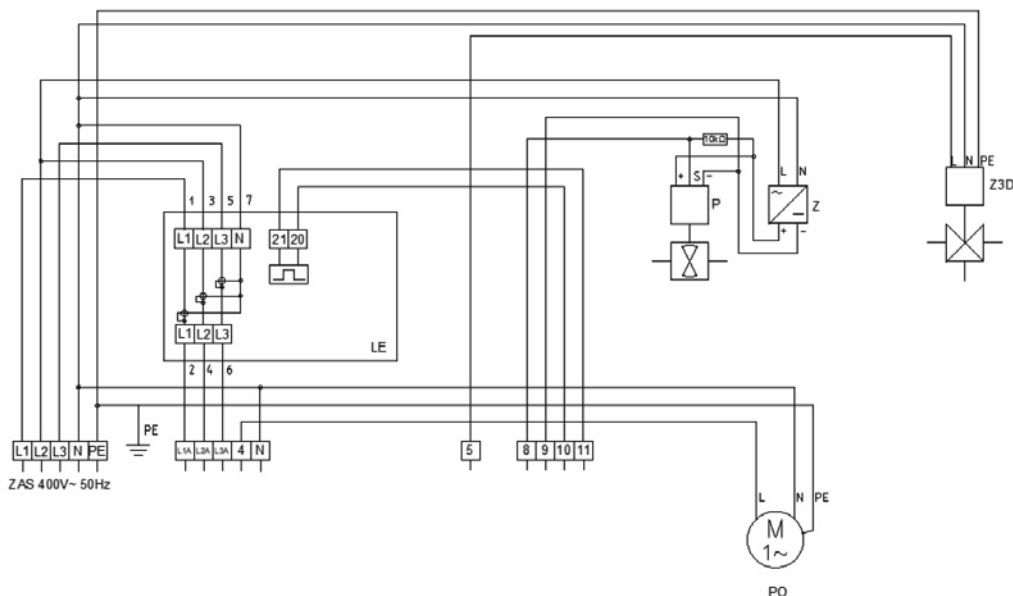 10kΩ
L N PE
L N
+ S -
Z3D
P
~
Z
1 3 5 7
+ -
L1 L2 L3 N
21 20
L1 L2 L3
LE
2 4 6
PE
L1 L2 L3 N PE
L1A L2A L3A 4 N
5
8 9 10 11
ZAS 400V~ 50Hz
L N PE
M
1~
PO